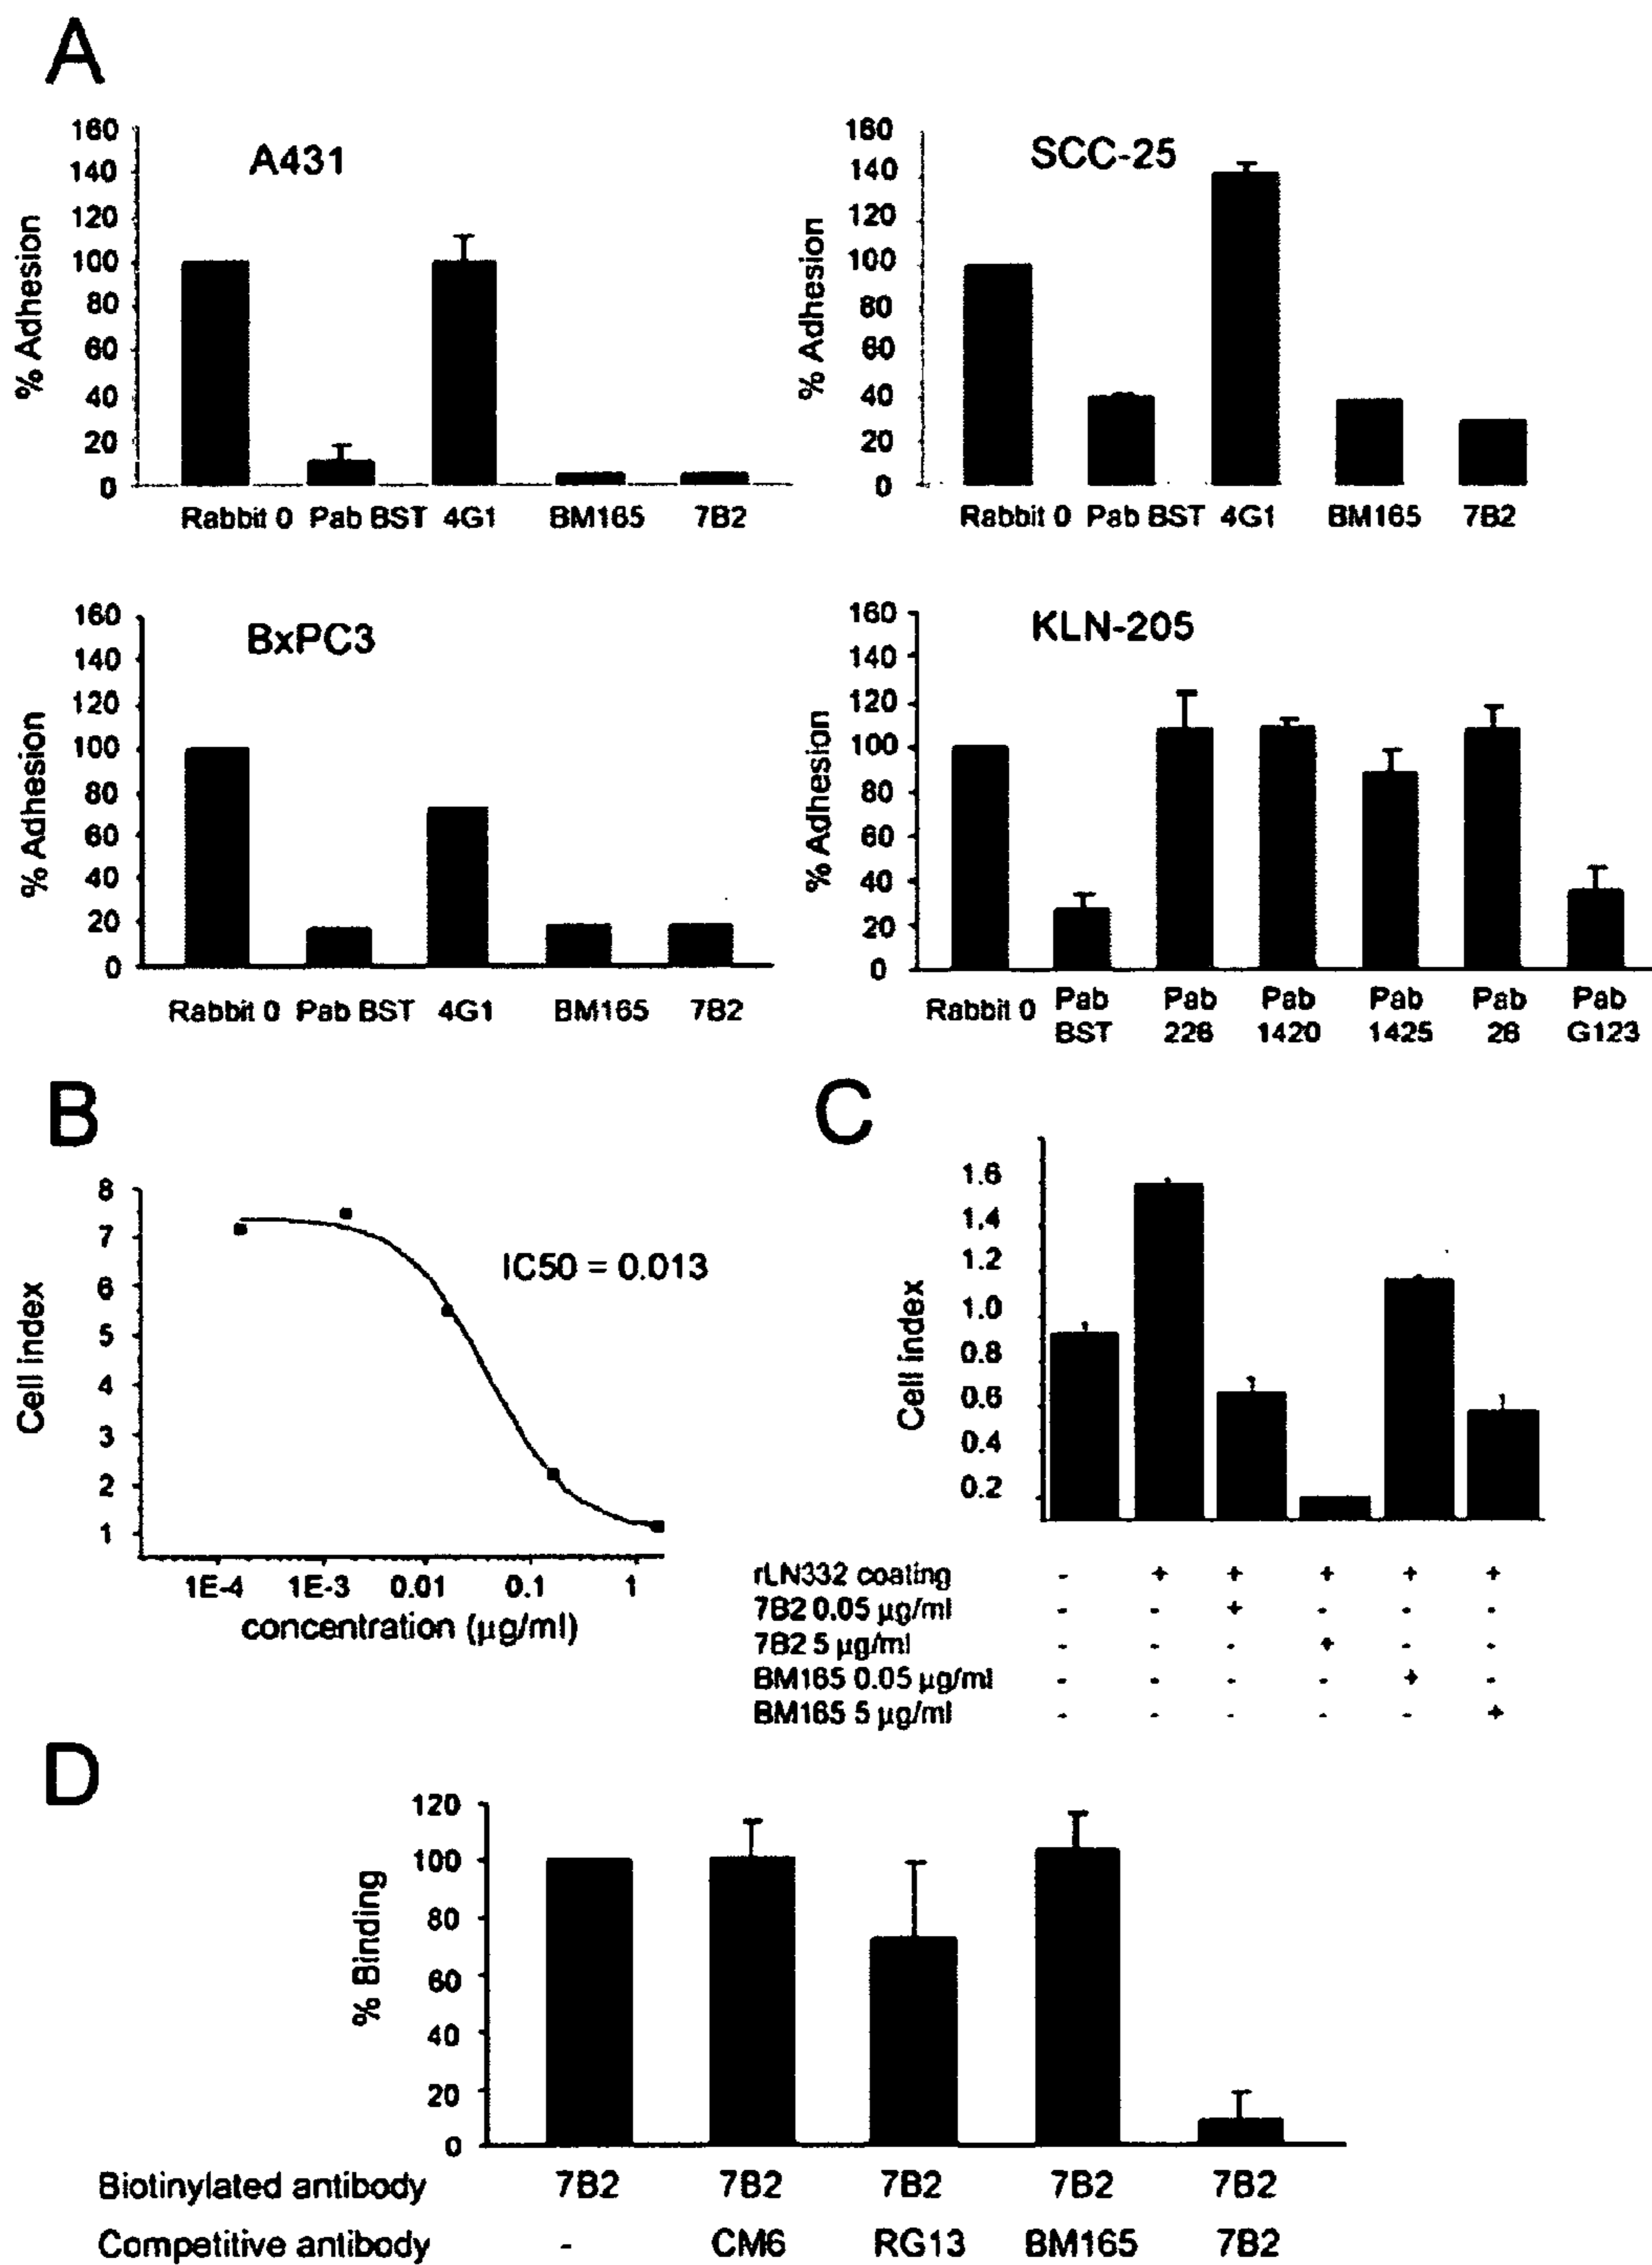 A
A431
% Adhesion
160
140
120
100
80
60
40
20
0
Rabbit 0 Pab BST 4G1 BM165 7B2
SCC-25
% Adhesion
160
140
120
100
80
60
40
20
0
Rabbit 0 Pab BST 4G1 BM165 7B2
BxPC3
% Adhesion
160
140
120
100
80
60
40
20
0
Rabbit 0 Pab BST 4G1 BM165 7B2
KLN-205
% Adhesion
160
140
120
100
80
60
40
20
0
Rabbit 0 Pab BST Pab 226 Pab 1420 Pab 1425 Pab 26 Pab G123
B
Cell index
8
7
6
5
4
3
2
1
IC50 = 0.013
1E-4 1E-3 0.01 0.1 1
concentration (µg/ml)
C
Cell index
1.6
1.4
1.2
1.0
0.8
0.6
0.4
0.2
rLN332 coating - + + + + +
7B2 0.05 µg/ml - - + - - -
7B2 5 µg/ml - - - + - -
BM165 0.05 µg/ml - - - - + -
BM165 5 µg/ml - - - - - +
D
% Binding
120
100
80
60
40
20
0
Biotinylated antibody 7B2 7B2 7B2 7B2 7B2
Competitive antibody - CM6 RG13 BM165 7B2